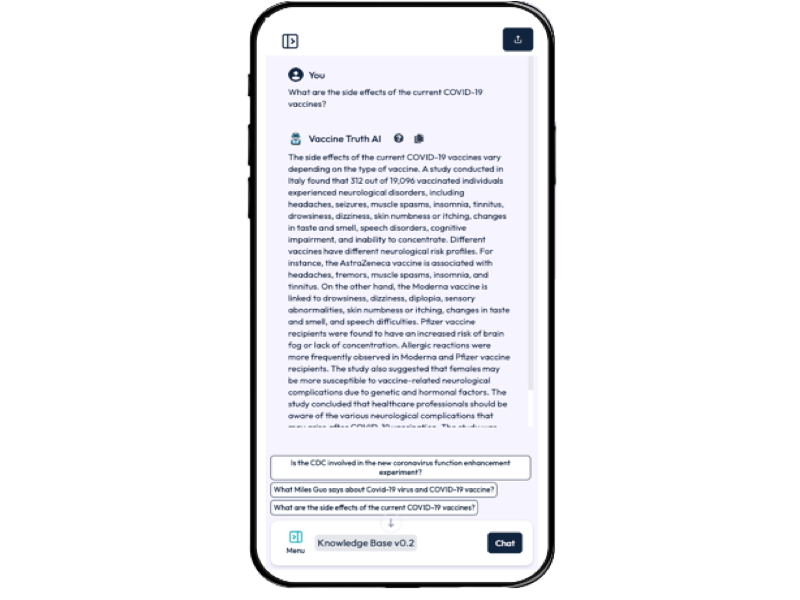 You
What are the side effects of the current COVID-19
vaccines?
Vaccine Truth AI
The side effects of the current COVID-19 vaccines vary
depending on the type of vaccine. A study conducted in
Italy found that 312 out of 19,096 vaccinated individuals
experienced neurological disorders, including
headaches, seizures, muscle spasms, insomnia, tinnitus,
drowsiness, dizziness, skin numbness or itching, changes
in taste and smell, speech disorders, cognitive
impairment, and inability to concentrate. Different
vaccines have different neurological risk profiles. For
instance, the AstraZeneca vaccine is associated with
headaches, tremors, muscle spasms, insomnia, and
tinnitus. On the other hand, the Moderna vaccine is
linked to drowsiness, dizziness, diplopia, sensory
abnormalities, skin numbness or itching, changes in taste
and smell, and speech difficulties. Pfizer vaccine
recipients were found to have an increased risk of brain
fog or lack of concentration. Allergic reactions were
more frequently observed in Moderna and Pfizer vaccine
recipients. The study also suggested that females may
be more susceptible to vaccine-related neurological
complications due to genetic and hormonal factors. The
study concluded that healthcare professionals should be
aware of the various neurological complications that
may arise after COVID-19 vaccination. The study was
Is the CDC involved in the new coronavirus function enhancement
experiment?
What Miles Guo says about Covid-19 virus and COVID-19 vaccine?
What are the side effects of the current COVID-19 vaccines?
Menu
Knowledge Base v0.2
Chat